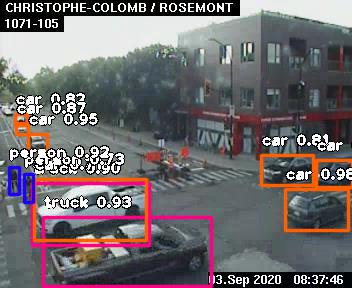 CHRISTOPHE-COLOMB / ROSEMONT
1071-105
car 0.82
car 0.87
car 0.95
car 0.81
car
person 0.92
car 0.98
truck 0.93
03.Sep 2020 08:37:46